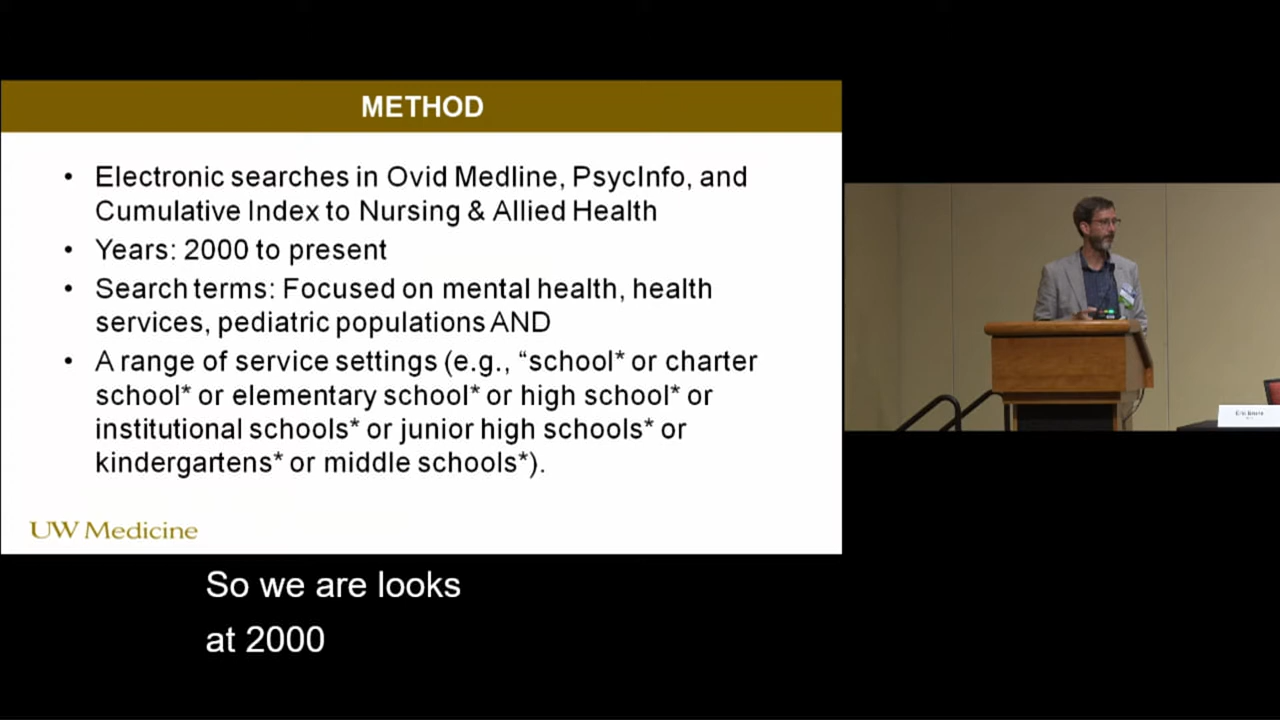 METHOD
• Electronic searches in Ovid Medline, PsycInfo, and
Cumulative Index to Nursing & Allied Health
• Years: 2000 to present
• Search terms: Focused on mental health, health
services, pediatric populations AND
• A range of service settings (e.g., “school* or charter
school* or elementary school* or high school* or
institutional schools* or junior high schools* or
kindergartens* or middle schools*).
UW Medicine
So we are looks
at 2000